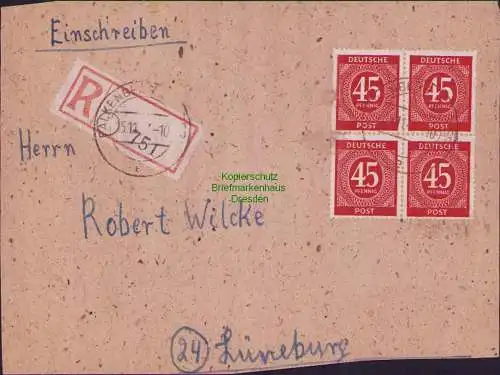 Einschreiben
DEUTSCHE DEUTSCHE
45 45
PFENNIG PFENNIG
POST POST
R
151
Herrn
Kopierschutz
Briefmarkenhaus
Dresden
DEUTSCHE DEUTSCHE
45 45
PFENNIG PFENNIG
POST POST
Robert Wilcke
24 Lüneburg